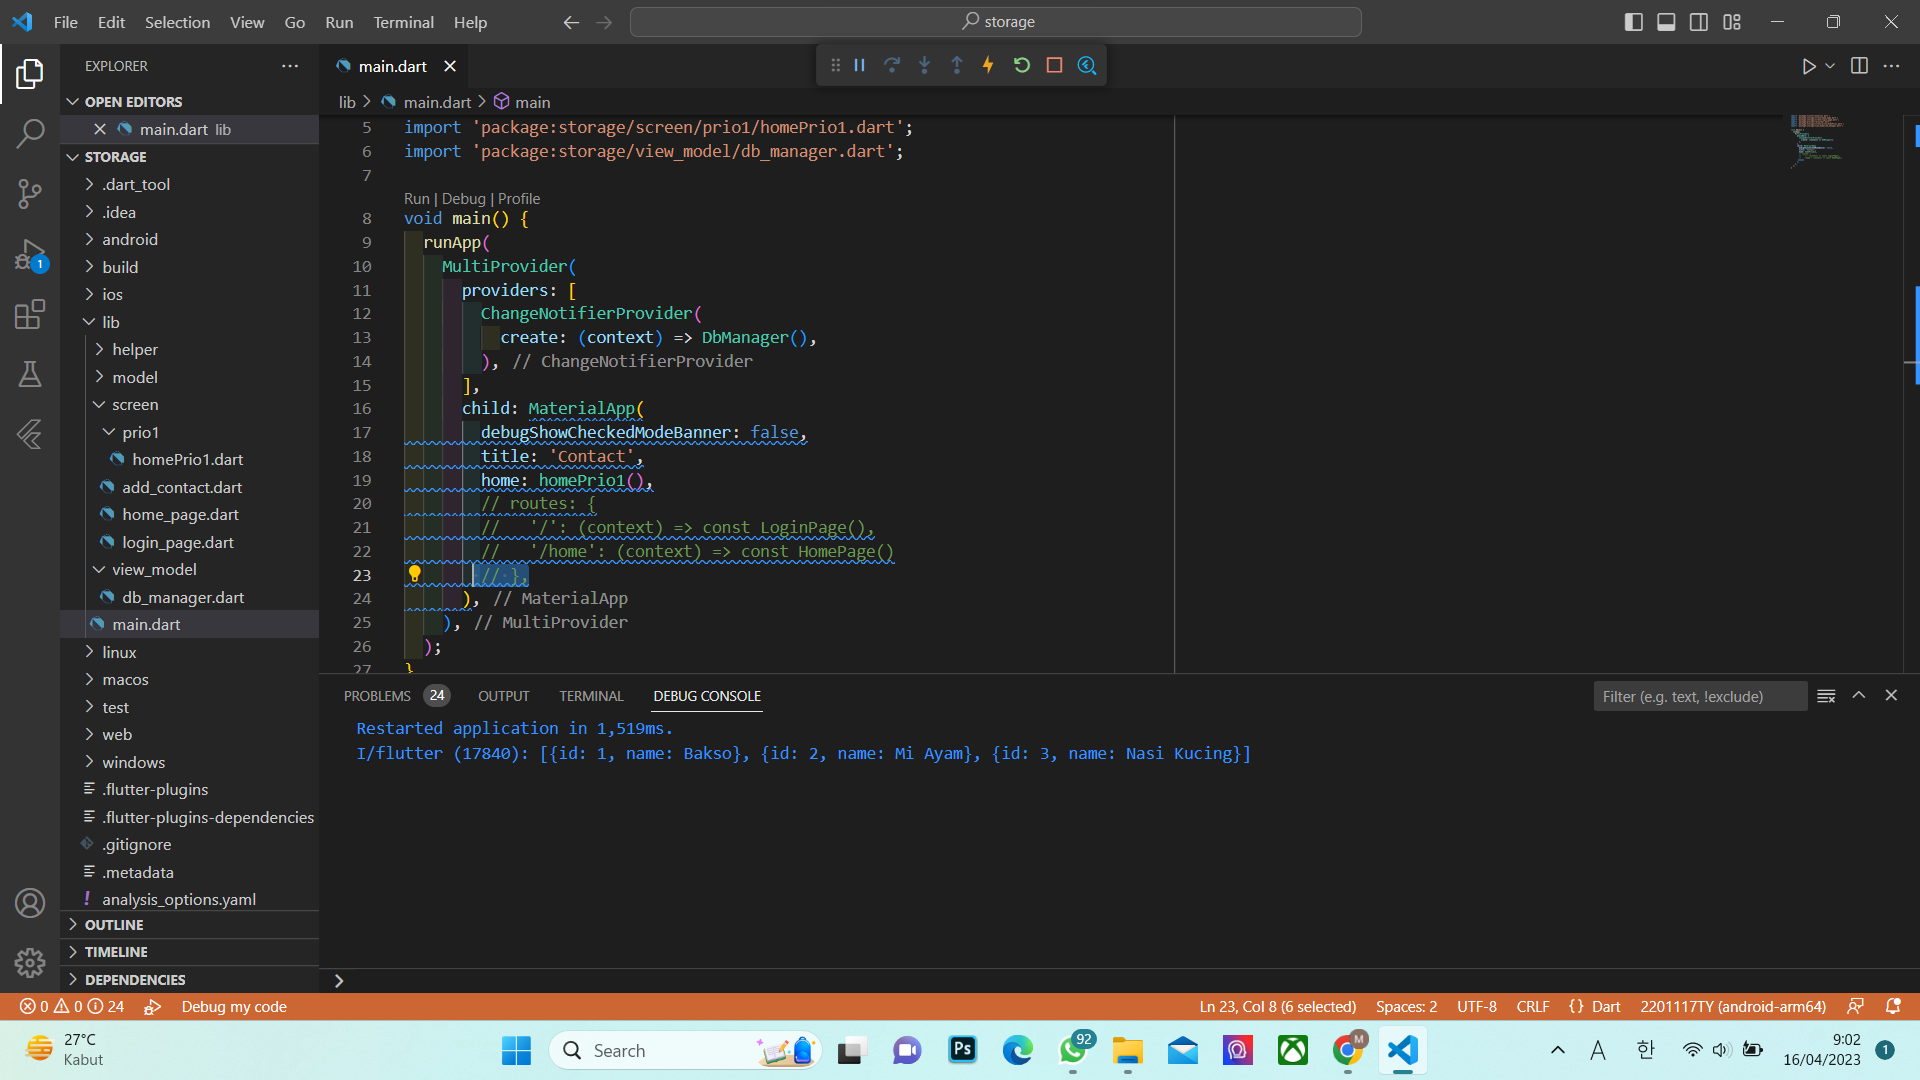 File Edit Selection View Go Run Terminal Help
storage
EXPLORER
main.dart
OPEN EDITORS
main.dart lib
STORAGE
.dart_tool
.idea
android
build
ios
lib
helper
model
screen
prio1
homePrio1.dart
add_contact.dart
home_page.dart
login_page.dart
view_model
db_manager.dart
main.dart
linux
macos
test
web
windows
.flutter-plugins
.flutter-plugins-dependencies
.gitignore
.metadata
! analysis_options.yaml
OUTLINE
TIMELINE
DEPENDENCIES
1
lib > main.dart > main
5 import 'package:storage/screen/prio1/homePrio1.dart';
6 import 'package:storage/view_model/db_manager.dart';
7
Run | Debug | Profile
8 void main() {
9 runApp(
10 MultiProvider(
11 providers: [
12 ChangeNotifierProvider(
13 create: (context) => DbManager(),
14 ), // ChangeNotifierProvider
15 ],
16 child: MaterialApp(
17 debugShowCheckedModeBanner: false,
18 title: 'Contact',
19 home: homePrio1(),
20 // routes: {
21 //   '/': (context) => const LoginPage(),
22 //   '/home': (context) => const HomePage()
23 // },
24 ), // MaterialApp
25 ), // MultiProvider
26 );
27 }
PROBLEMS 24 OUTPUT TERMINAL DEBUG CONSOLE
Filter (e.g. text, !exclude)
Restarted application in 1,519ms.
I/flutter (17840): [{id: 1, name: Bakso}, {id: 2, name: Mi Ayam}, {id: 3, name: Nasi Kucing}]
0 0 24 Debug my code
Ln 23, Col 8 (6 selected) Spaces: 2 UTF-8 CRLF {} Dart 2201117TY (android-arm64)
27°C
Kabut
Search
Ps
92
M
A
한
9:02
16/04/2023
1